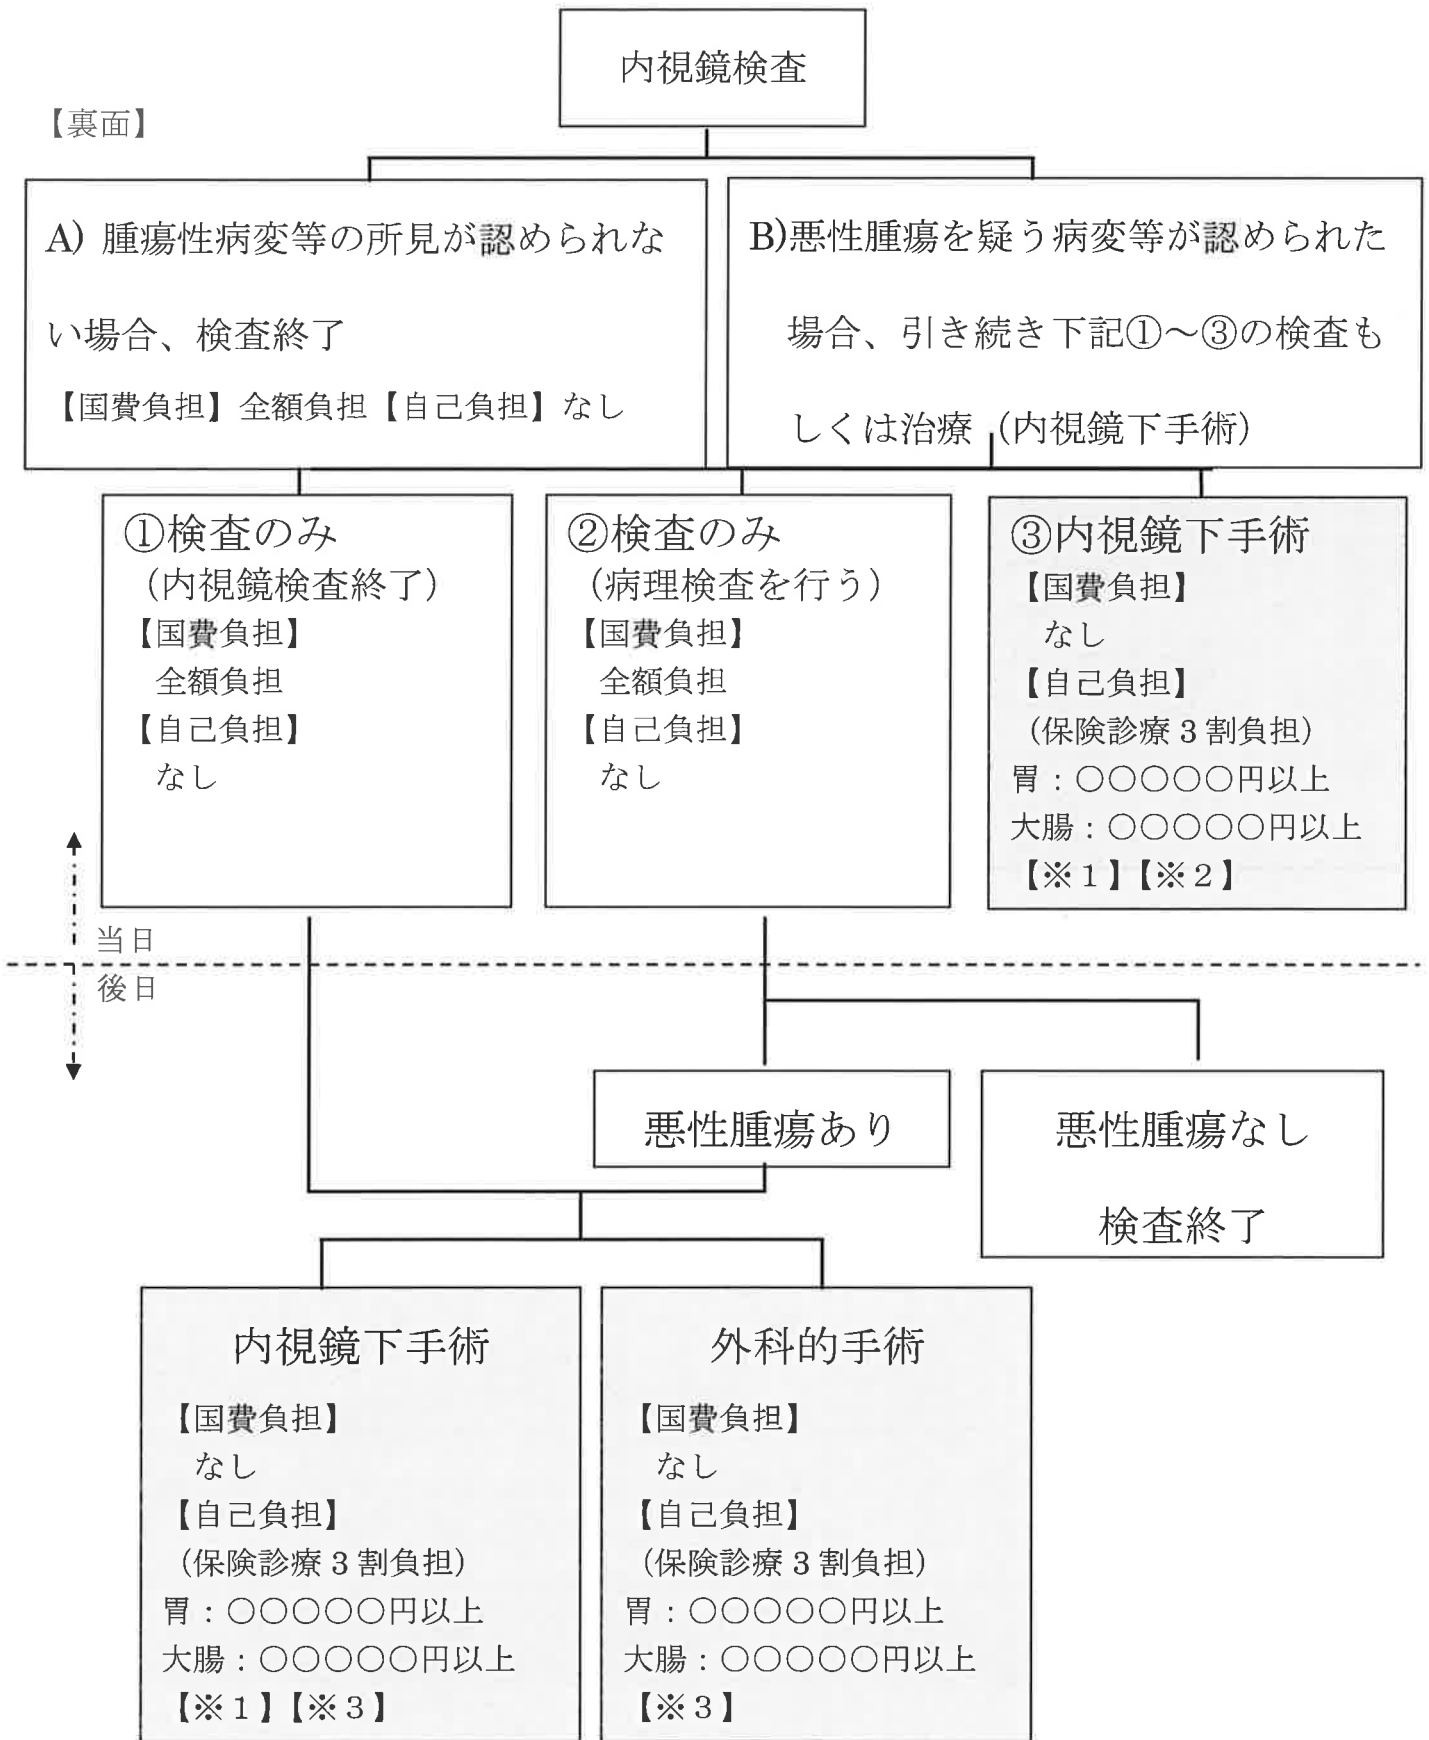 内視鏡検査
【裏面】
A) 腫瘍性病変等の所見が認められな
い場合、検査終了
【国費負担】全額負担【自己負担】なし
B)悪性腫瘍を疑う病変等が認められた
場合、引き続き下記①～③の検査も
しくは治療（内視鏡下手術）
①検査のみ
（内視鏡検査終了）
【国費負担】
全額負担
【自己負担】
なし
②検査のみ
（病理検査を行う）
【国費負担】
全額負担
【自己負担】
なし
③内視鏡下手術
【国費負担】
なし
【自己負担】
（保険診療３割負担）
胃：○○○○○円以上
大腸：○○○○○円以上
【※１】【※２】
当日
後日
悪性腫瘍あり
悪性腫瘍なし
検査終了
内視鏡下手術
【国費負担】
なし
【自己負担】
（保険診療３割負担）
胃：○○○○○円以上
大腸：○○○○○円以上
【※１】【※３】
外科的手術
【国費負担】
なし
【自己負担】
（保険診療３割負担）
胃：○○○○○円以上
大腸：○○○○○円以上
【※３】